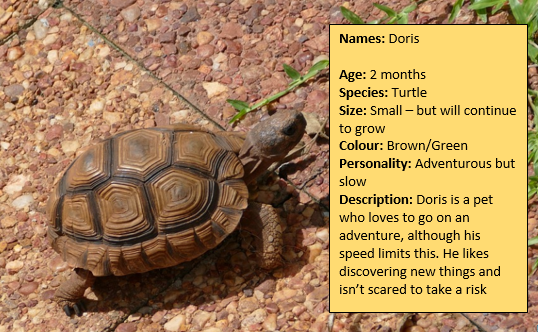 Names: Doris
Age: 2 months
Species: Turtle
Size: Small – but will continue
to grow
Colour: Brown/Green
Personality: Adventurous but
slow
Description: Doris is a pet
who loves to go on an
adventure, although his
speed limits this. He likes
discovering new things and
isn’t scared to take a risk